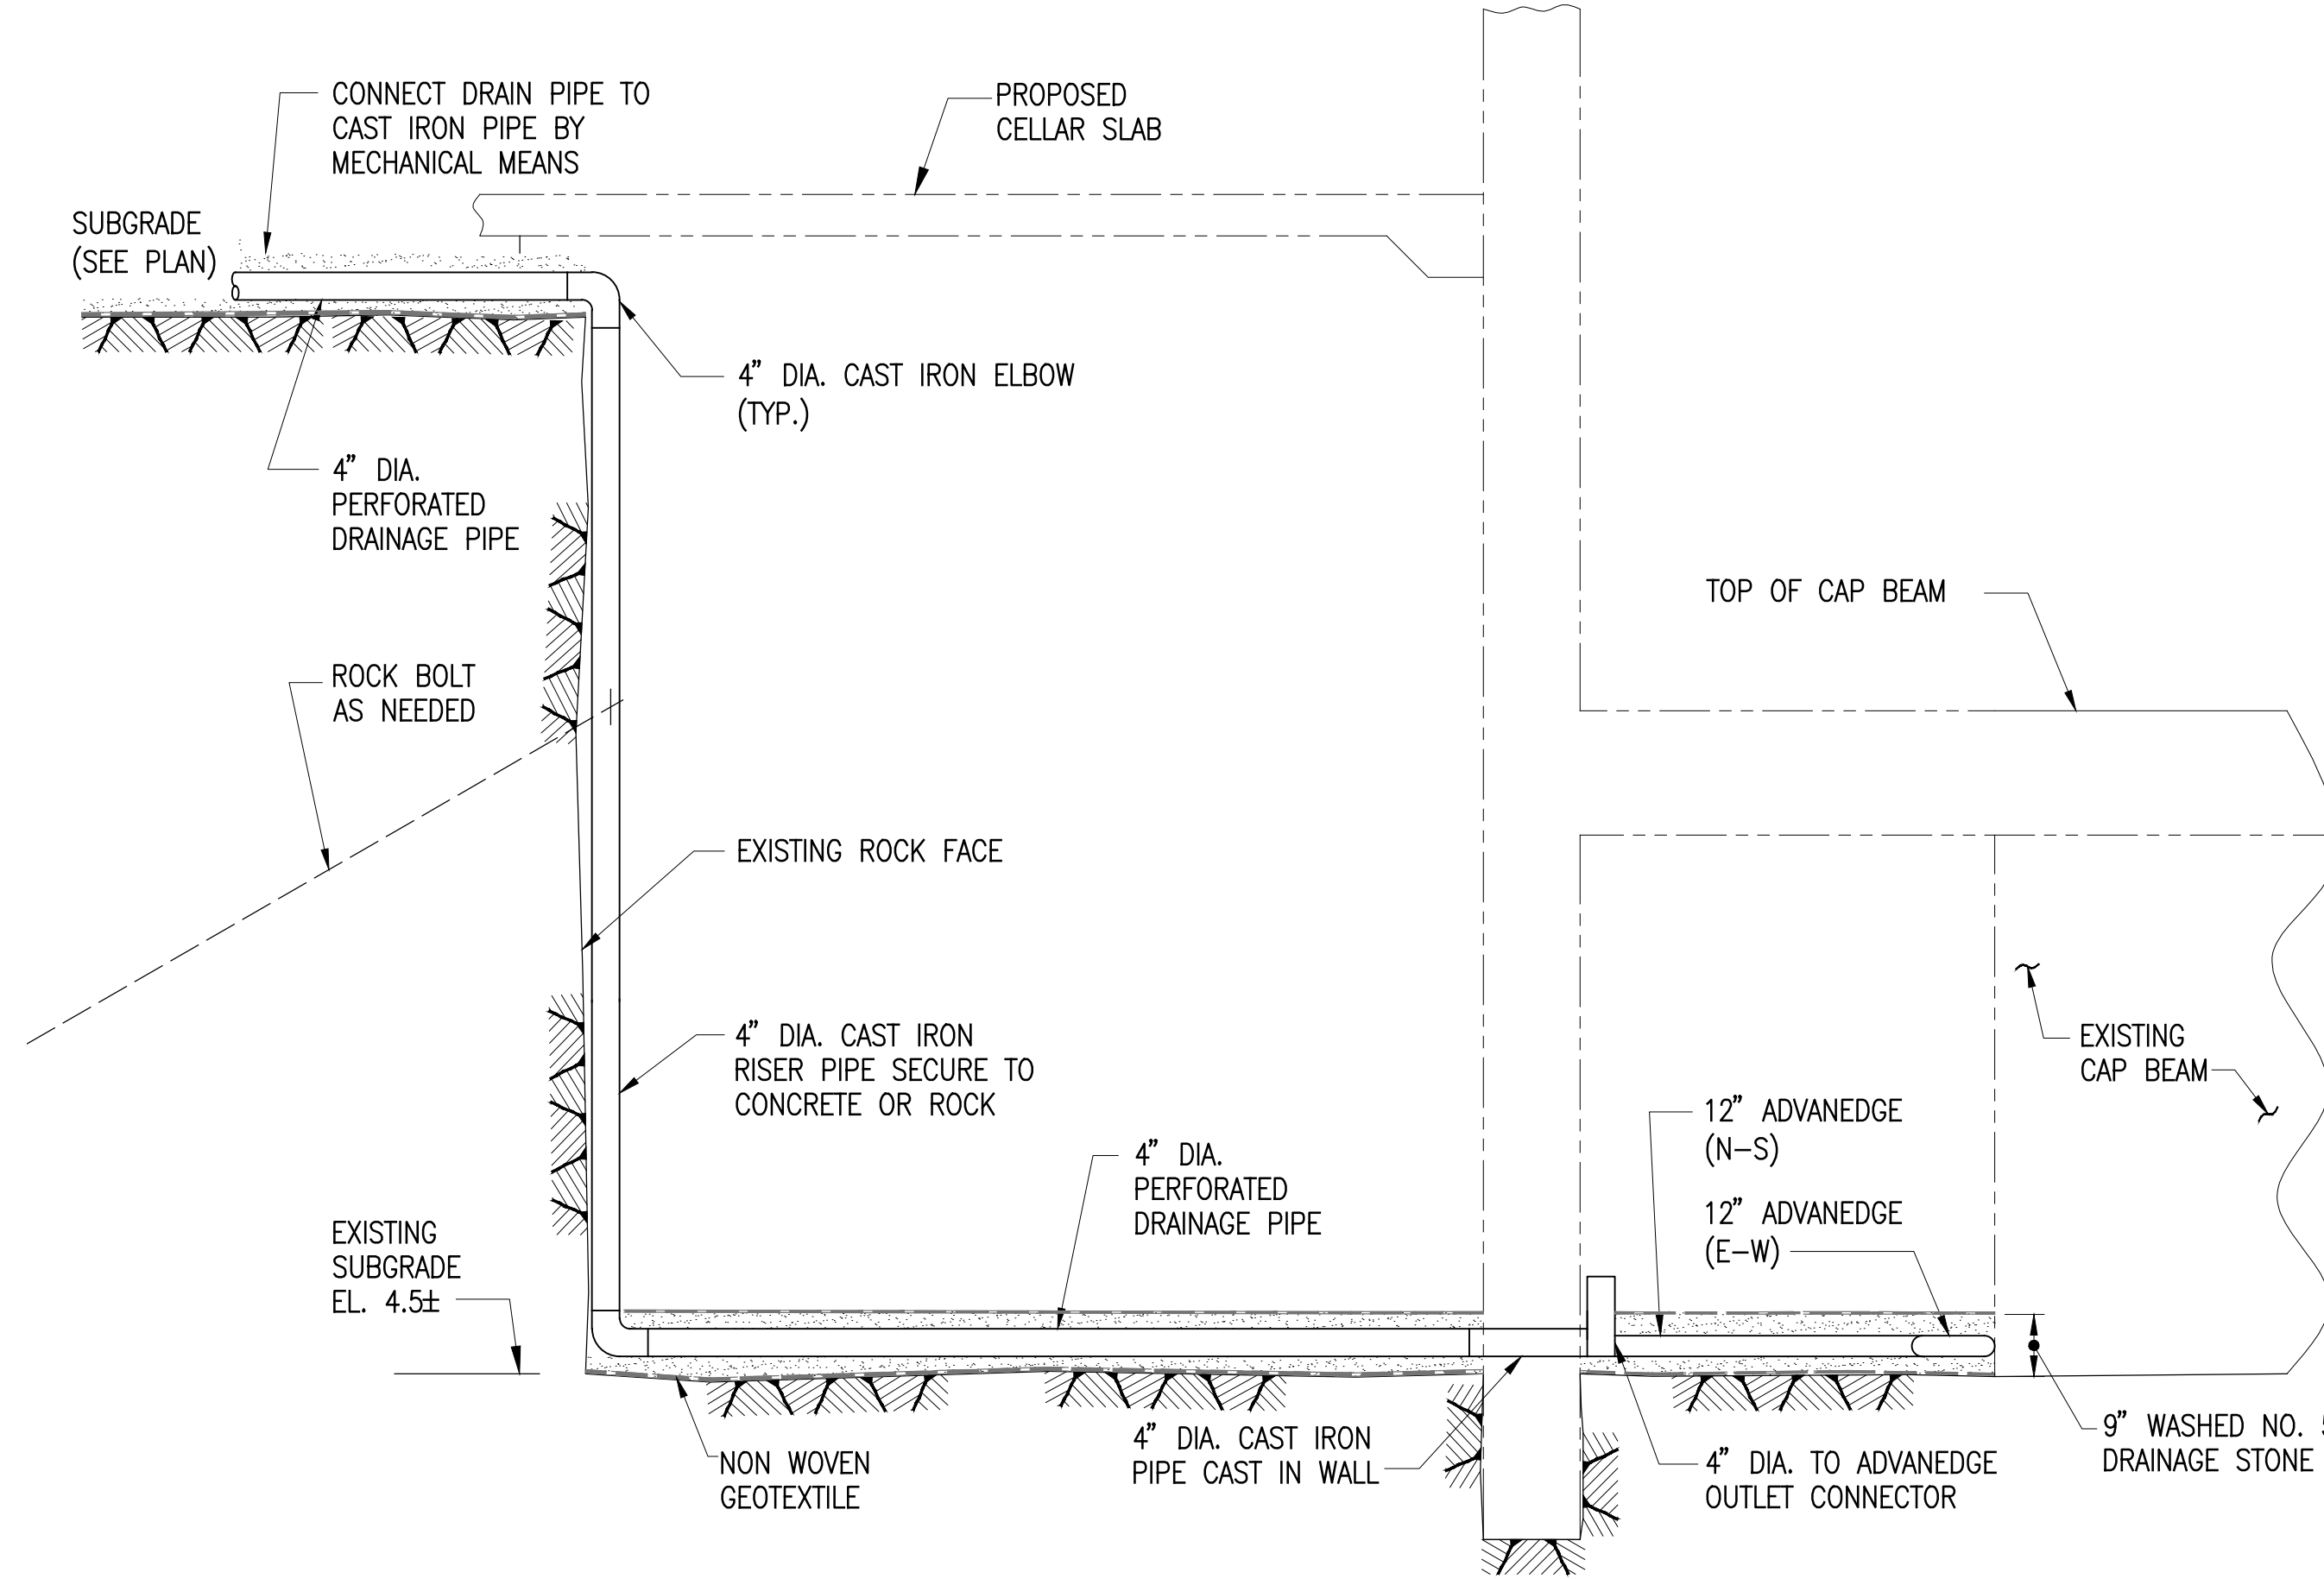 CONNECT DRAIN PIPE TO
CAST IRON PIPE BY
MECHANICAL MEANS
PROPOSED
CELLAR SLAB
SUBGRADE
(SEE PLAN)
4" DIA. CAST IRON ELBOW
(TYP.)
4" DIA.
PERFORATED
DRAINAGE PIPE
TOP OF CAP BEAM
ROCK BOLT
AS NEEDED
EXISTING ROCK FACE
4" DIA. CAST IRON
RISER PIPE SECURE TO
CONCRETE OR ROCK
EXISTING
CAP BEAM
12" ADVANEDGE
(N-S)
4" DIA.
PERFORATED
DRAINAGE PIPE
12" ADVANEDGE
(E-W)
EXISTING
SUBGRADE
EL. 4.5±
NON WOVEN
GEOTEXTILE
4" DIA. CAST IRON
PIPE CAST IN WALL
4" DIA. TO ADVANEDGE
OUTLET CONNECTOR
9" WASHED NO.
DRAINAGE STONE